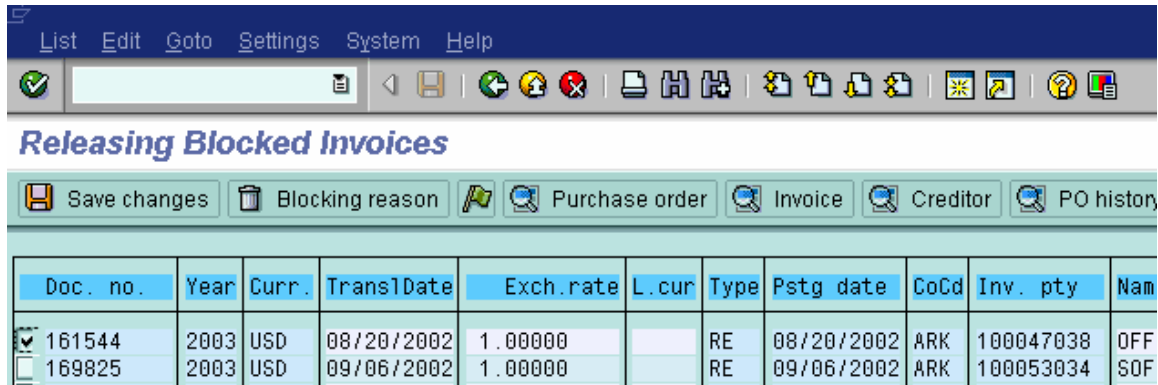 List Edit Goto Settings System Help
Releasing Blocked Invoices
Save changes Blocking reason Purchase order Invoice Creditor PO history
Doc. no. Year Curr. TranslDate Exch.rate L.cur Type Pstg date CoCd Inv. pty Nam
161544 2003 USD 08/20/2002 1.00000 RE 08/20/2002 ARK 100047038 OFF
169825 2003 USD 09/06/2002 1.00000 RE 09/06/2002 ARK 100053034 SOF